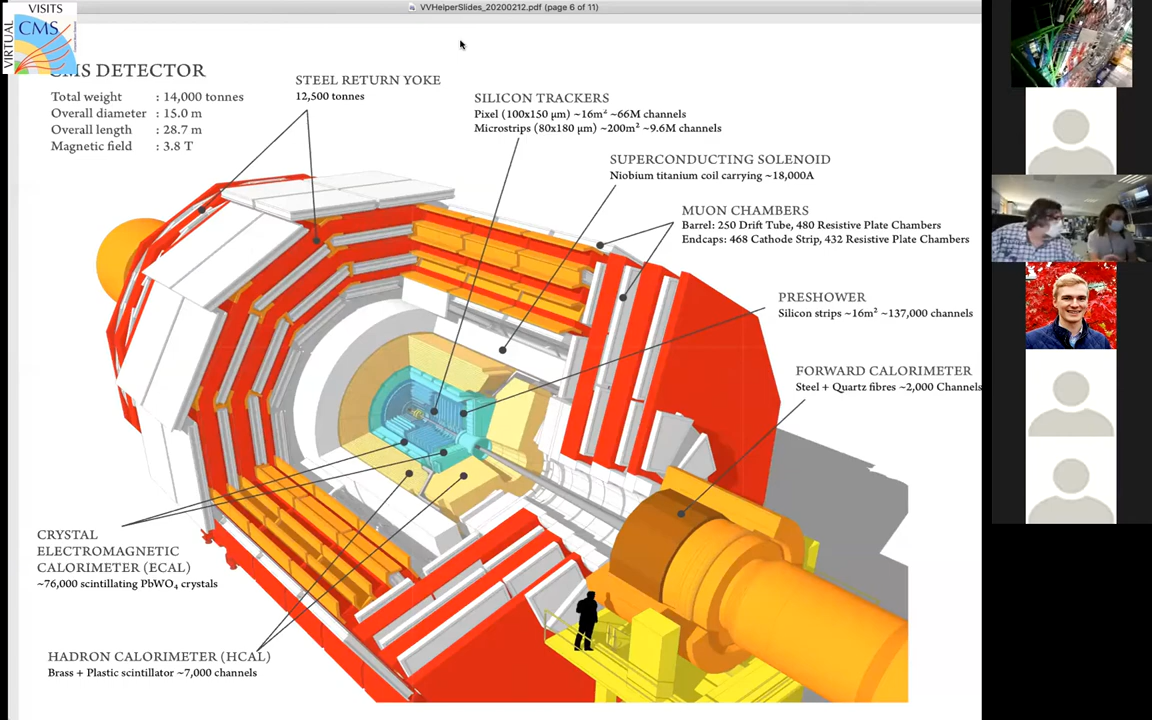 VVHelperSlides_20200212.pdf (page 6 of 11)
VISITS
VIRTUAL
CMS
CMS DETECTOR
Total weight : 14,000 tonnes
Overall diameter : 15.0 m
Overall length : 28.7 m
Magnetic field : 3.8 T
STEEL RETURN YOKE
12,500 tonnes
SILICON TRACKERS
Pixel (100x150 μm) ~16m² ~66M channels
Microstrips (80x180 μm) ~200m² ~9.6M channels
SUPERCONDUCTING SOLENOID
Niobium titanium coil carrying ~18,000A
MUON CHAMBERS
Barrel: 250 Drift Tube, 480 Resistive Plate Chambers
Endcaps: 468 Cathode Strip, 432 Resistive Plate Chambers
PRESHOWER
Silicon strips ~16m² ~137,000 channels
FORWARD CALORIMETER
Steel + Quartz fibres ~2,000 Channels
CRYSTAL
ELECTROMAGNETIC
CALORIMETER (ECAL)
~76,000 scintillating PbWO₄ crystals
HADRON CALORIMETER (HCAL)
Brass + Plastic scintillator ~7,000 channels